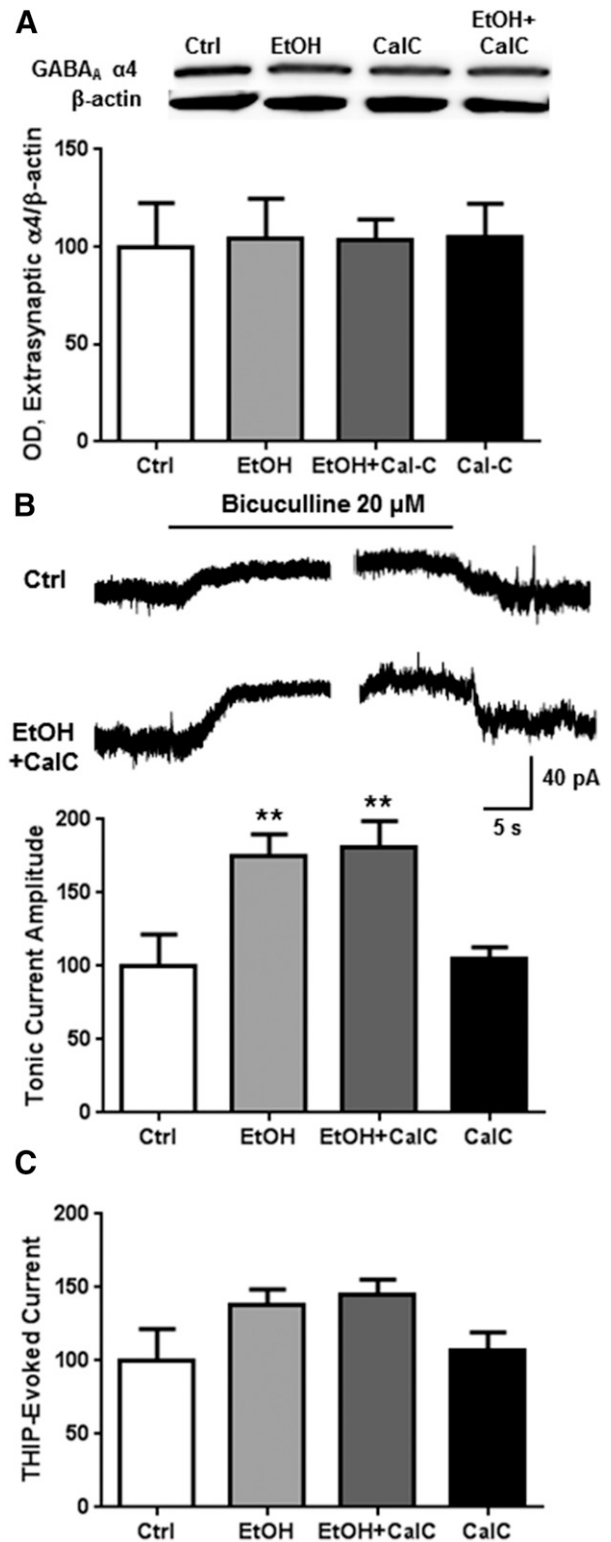 A
Ctrl EtOH CalC EtOH+
CalC
GABAA α4
β-actin
OD, Extrasynaptic α4/β-actin
150
100
50
0
Ctrl EtOH EtOH+Cal-C Cal-C
B
Bicuculline 20 µM
Ctrl
EtOH
+CalC
40 pA
5 s
Tonic Current Amplitude
200
150
100
50
0
** **
Ctrl EtOH EtOH+CalC CalC
C
THIP-Evoked Current
200
150
100
50
0
Ctrl EtOH EtOH+CalC CalC